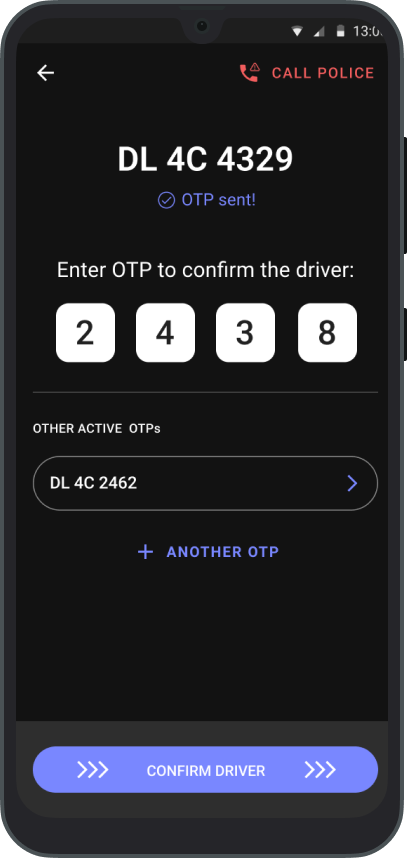 13:0
CALL POLICE
DL 4C 4329
OTP sent!
Enter OTP to confirm the driver:
2 4 3 8
OTHER ACTIVE OTPs
DL 4C 2462
+ ANOTHER OTP
CONFIRM DRIVER